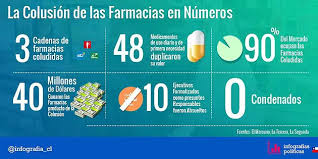 La Colusión de las Farmacias en Números
3
Cadenas de
farmacias
coludidas
48
Medicamentos
de uso diario y de
primera necesidad
duplicaron
su valor
90%
Del Mercado
ocupan las
Farmacias
Coludidas
40
Millones
de Dólares
Ganaron las Farmacias
producto de la
Colusión
10
Ejecutivos
Formalizados
como presuntos
Responsables
fueron Absueltos
0
Condenados
Fuentes: El Mercurio, La Tercera, La Segunda
@infografia_cl
infografias
políticas